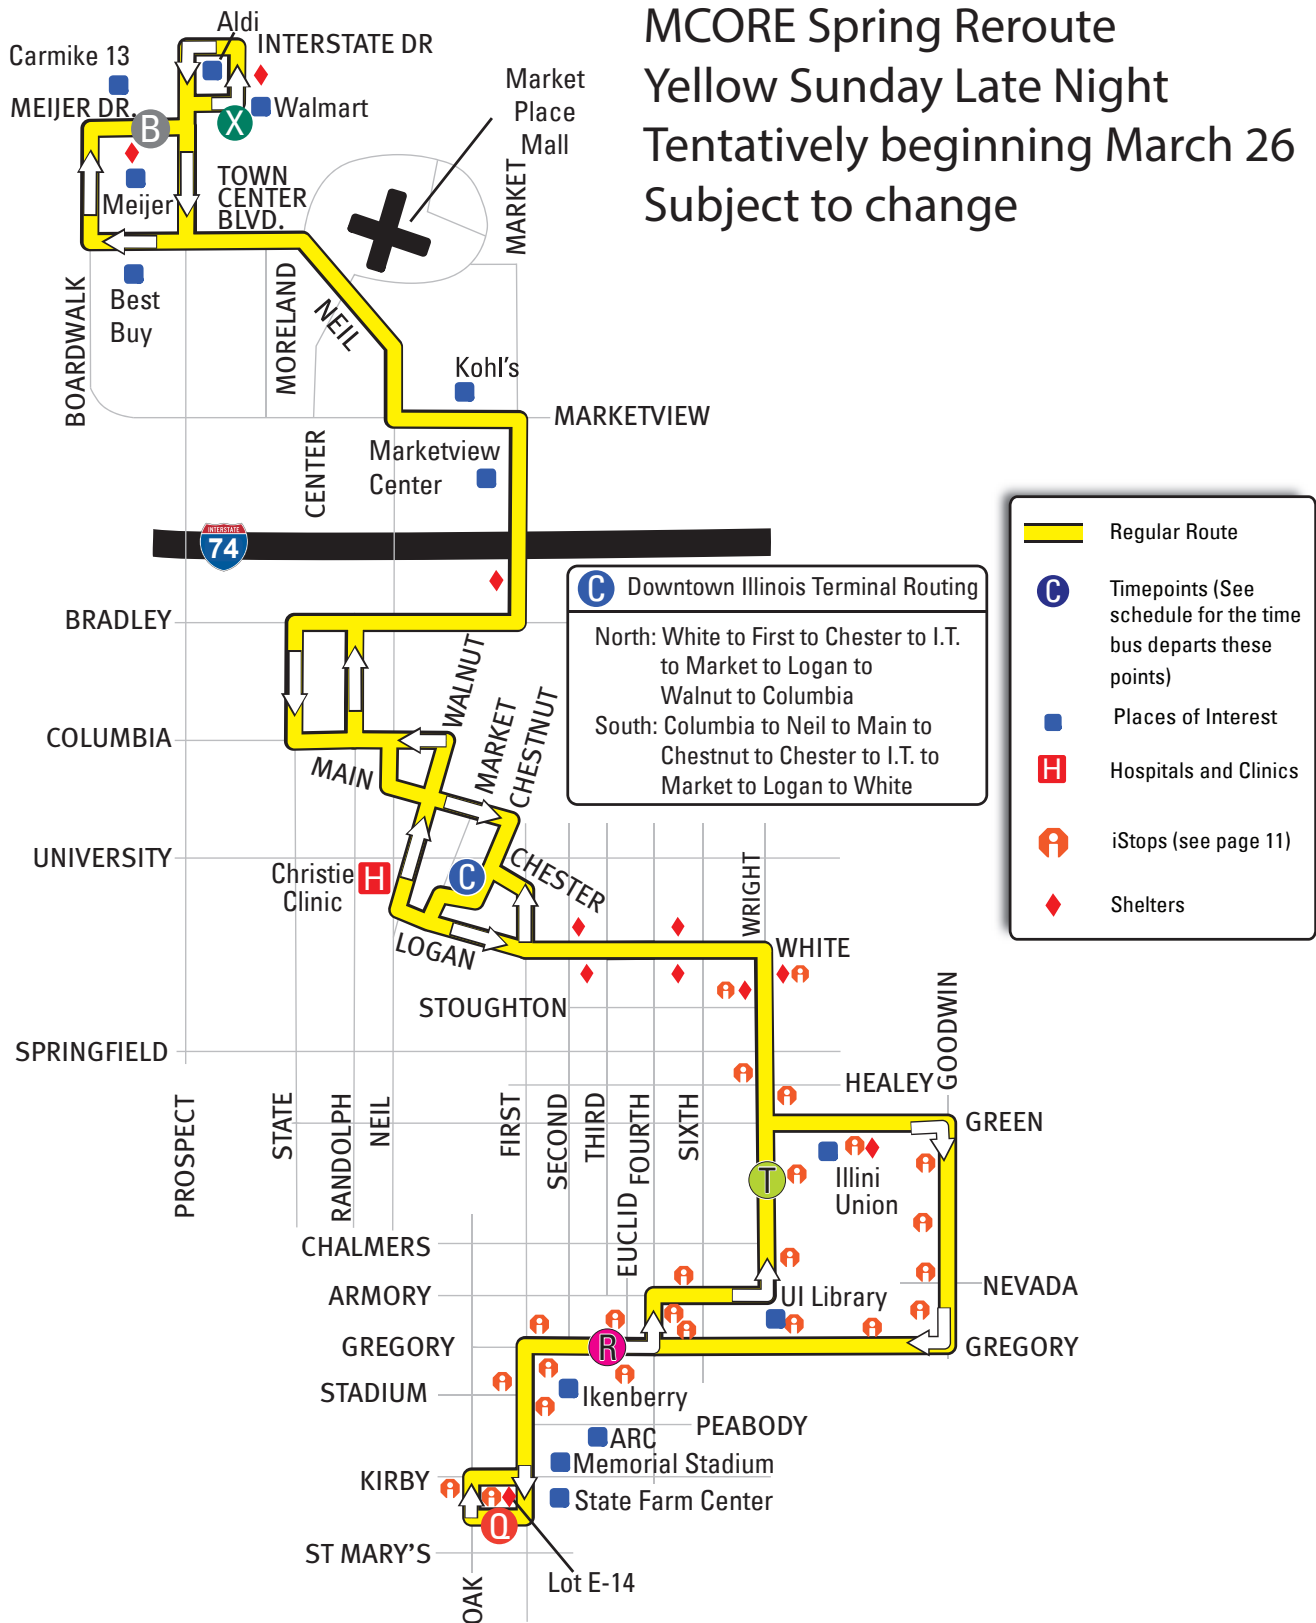 MCORE Spring Reroute
Yellow Sunday Late Night
Tentatively beginning March 26
Subject to change
Aldi
INTERSTATE DR
Carmike 13
MEIJER DR.
B
X
Walmart
Market
Place
Mall
MARKET
Meijer
TOWN
CENTER
BLVD.
BOARDWALK
Best
Buy
MORELAND
NEIL
Kohl's
MARKETVIEW
CENTER
Marketview
Center
INTERSTATE
74
BRADLEY
WALNUT
MARKET
CHESTNUT
COLUMBIA
MAIN
C Downtown Illinois Terminal Routing
North: White to First to Chester to I.T.
to Market to Logan to
Walnut to Columbia
South: Columbia to Neil to Main to
Chestnut to Chester to I.T. to
Market to Logan to White
Regular Route
C
Timepoints (See
schedule for the time
bus departs these
points)
Places of Interest
H Hospitals and Clinics
iStops (see page 11)
Shelters
UNIVERSITY
Christie
Clinic
H
C
CHESTER
LOGAN
WRIGHT
WHITE
STOUGHTON
SPRINGFIELD
GOODWIN
HEALEY
GREEN
PROSPECT
STATE
RANDOLPH
NEIL
FIRST
SECOND
THIRD
EUCLID
FOURTH
SIXTH
T
Illini
Union
CHALMERS
ARMORY
NEVADA
UI Library
GREGORY
R
GREGORY
STADIUM
Ikenberry
PEABODY
ARC
KIRBY
Memorial Stadium
State Farm Center
Q
ST MARY'S
OAK
Lot E-14